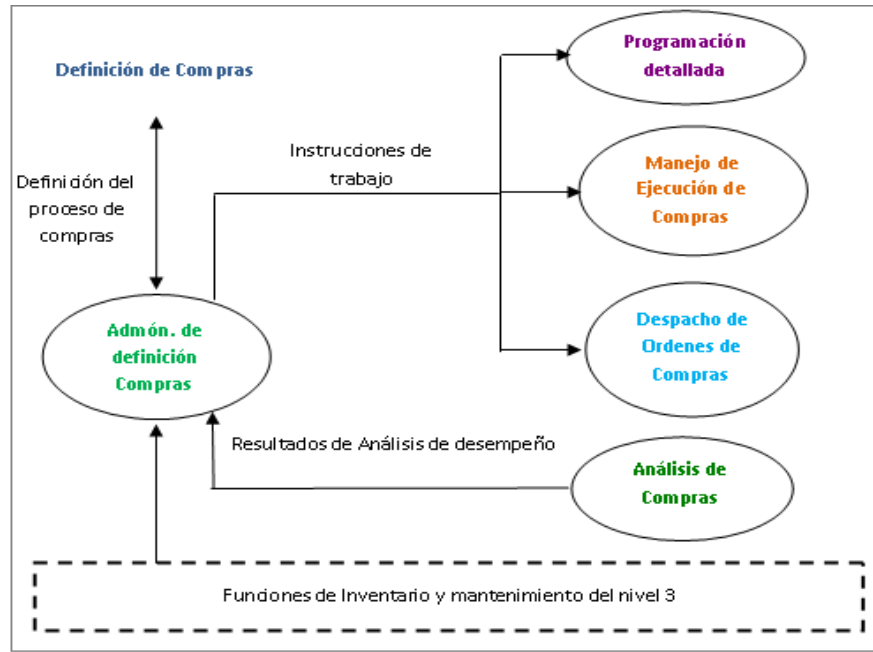 Programación
detallada
Definición de Compras
Instrucciones de
trabajo
Manejo de
Ejecución de
Compras
Definición del
proceso de
compras
Admón. de
definición
Compras
Despacho de
Ordenes de
Compras
Resultados de Análisis de desempeño
Análisis de
Compras
Funciones de Inventario y mantenimiento del nivel 3